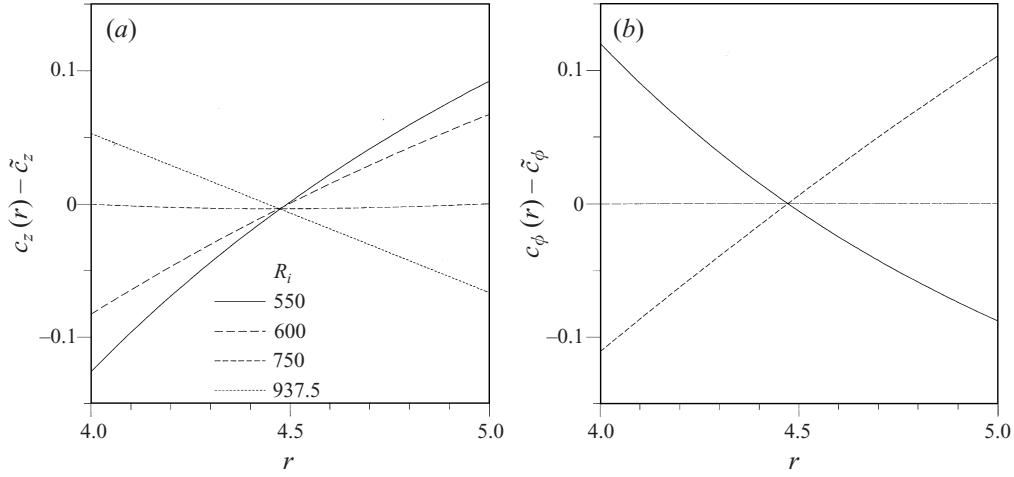 (a)
0.1
0
–0.1
c_z (r) – c̃_z
R_i
550
600
750
937.5
4.0 4.5 5.0
r
(b)
0.1
0
–0.1
c_ϕ (r) – c̃_ϕ
4.0 4.5 5.0
r